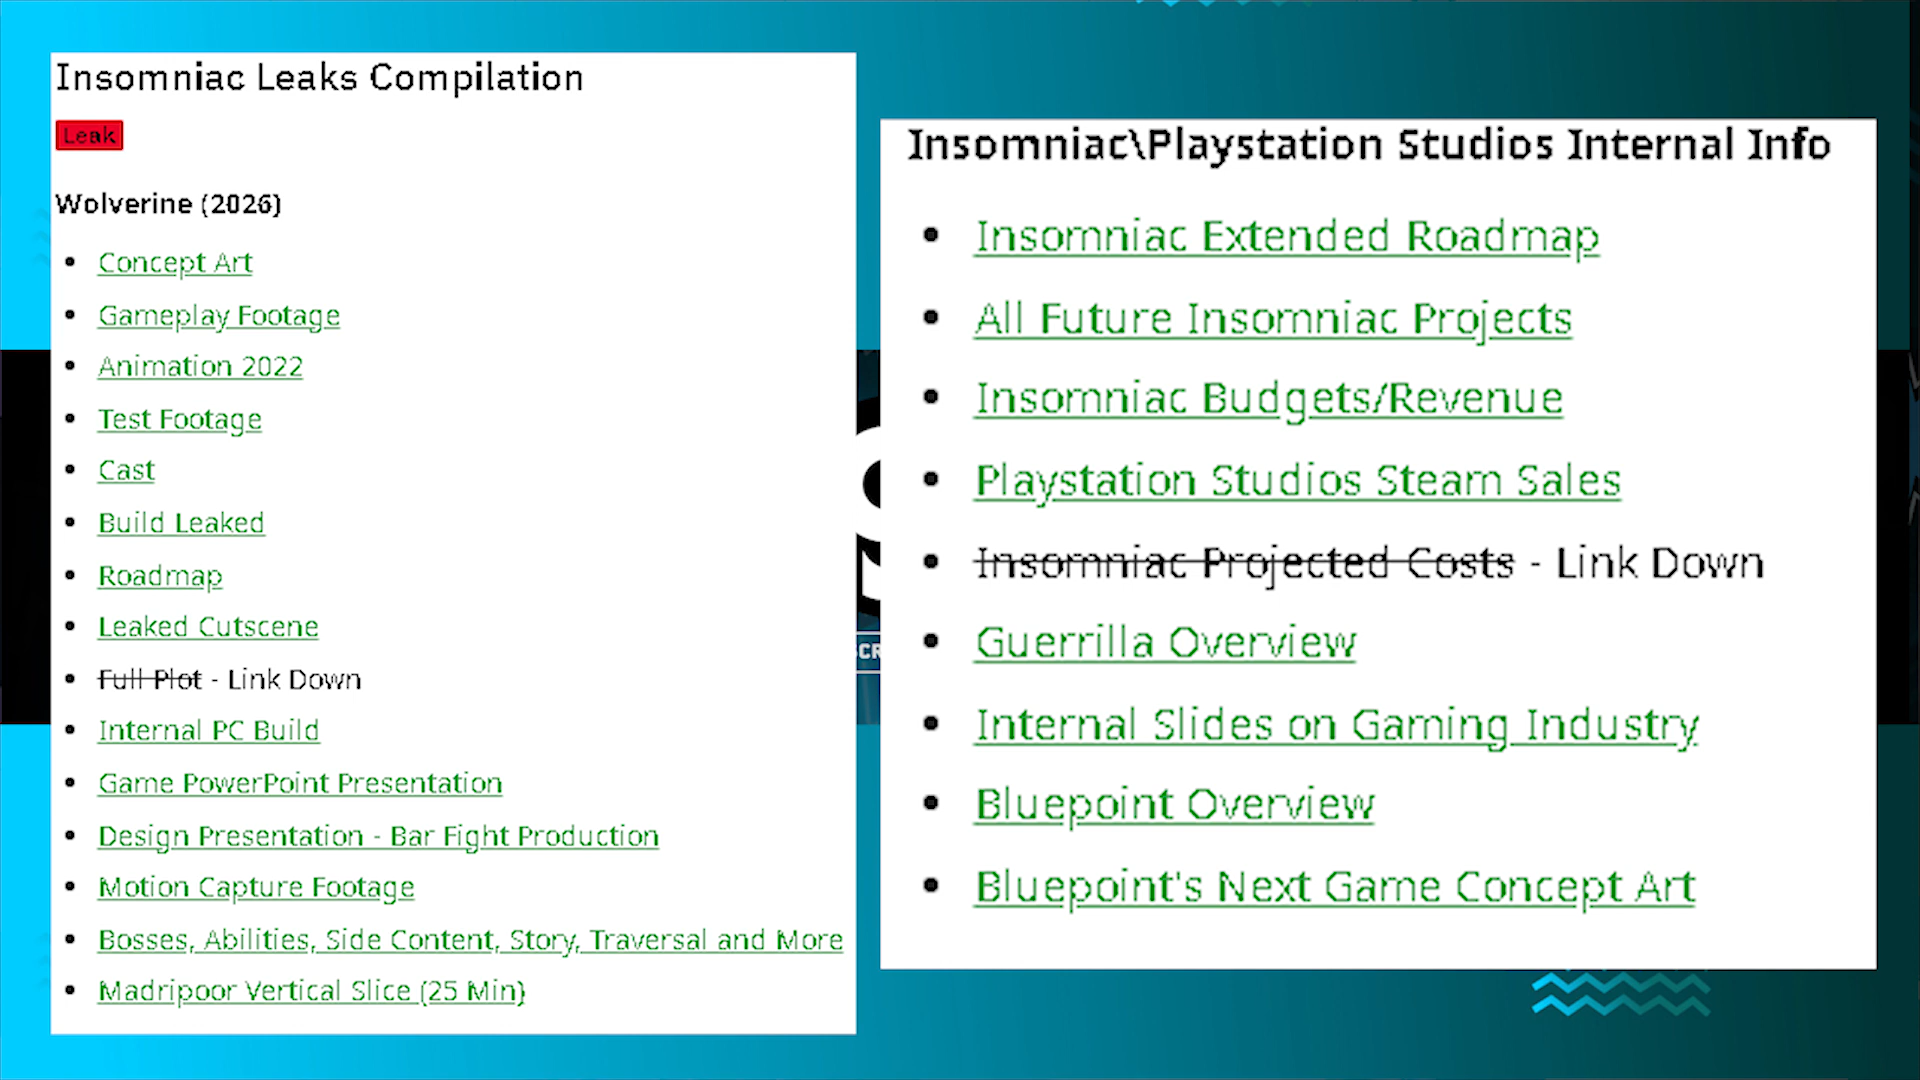 Insomniac Leaks Compilation
Leak
Wolverine (2026)
Concept Art
Gameplay Footage
Animation 2022
Test Footage
Cast
Build Leaked
Roadmap
Leaked Cutscene
Full Plot - Link Down
Internal PC Build
Game PowerPoint Presentation
Design Presentation - Bar Fight Production
Motion Capture Footage
Bosses, Abilities, Side Content, Story, Traversal and More
Madripoor Vertical Slice (25 Min)
Insomniac\Playstation Studios Internal Info
Insomniac Extended Roadmap
All Future Insomniac Projects
Insomniac Budgets/Revenue
Playstation Studios Steam Sales
Insomniac Projected Costs - Link Down
Guerrilla Overview
Internal Slides on Gaming Industry
Bluepoint Overview
Bluepoint's Next Game Concept Art